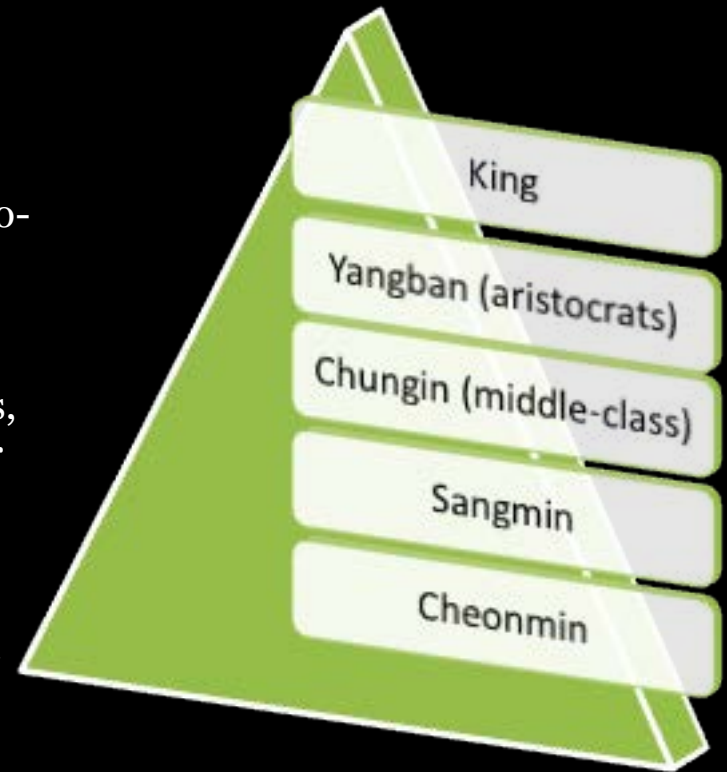 o-
s,
King
Yangban (aristocrats)
Chungin (middle-class)
Sangmin
Cheonmin